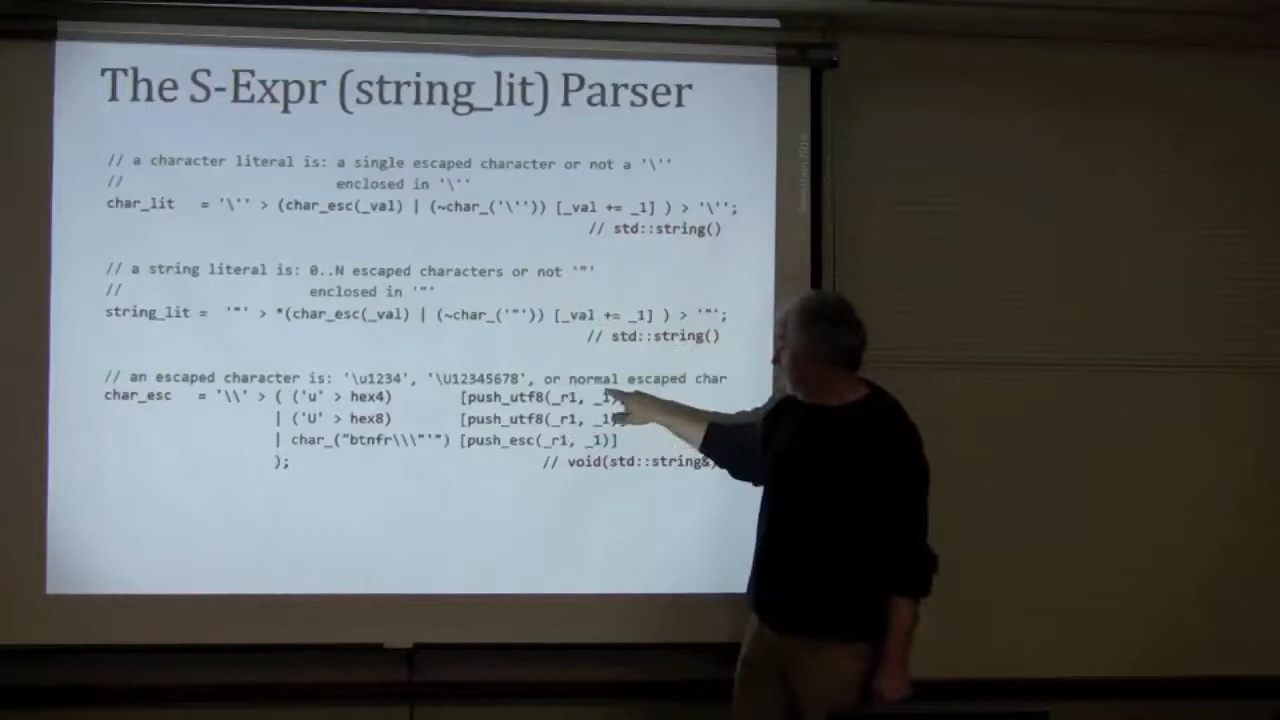 The S-Expr (string_lit) Parser
// a character literal is: a single escaped character or not a '\''
// enclosed in '\''
char_lit = '\'' > (char_esc(_val) | (~char_('\'')) [_val += _1] ) > '\'';
// std::string()
// a string literal is: 0..N escaped characters or not '"'
// enclosed in '"'
string_lit = '"' > *(char_esc(_val) | (~char_('"')) [_val += _1] ) > '"';
// std::string()
// an escaped character is: '\u1234', '\U12345678', or normal escaped char
char_esc = '\\' > ( ('u' > hex4) [push_utf8(_r1, _1)]
| ('U' > hex8) [push_utf8(_r1, _1)]
| char_("btnfr\\\"'") [push_esc(_r1, _1)]
); // void(std::string&)